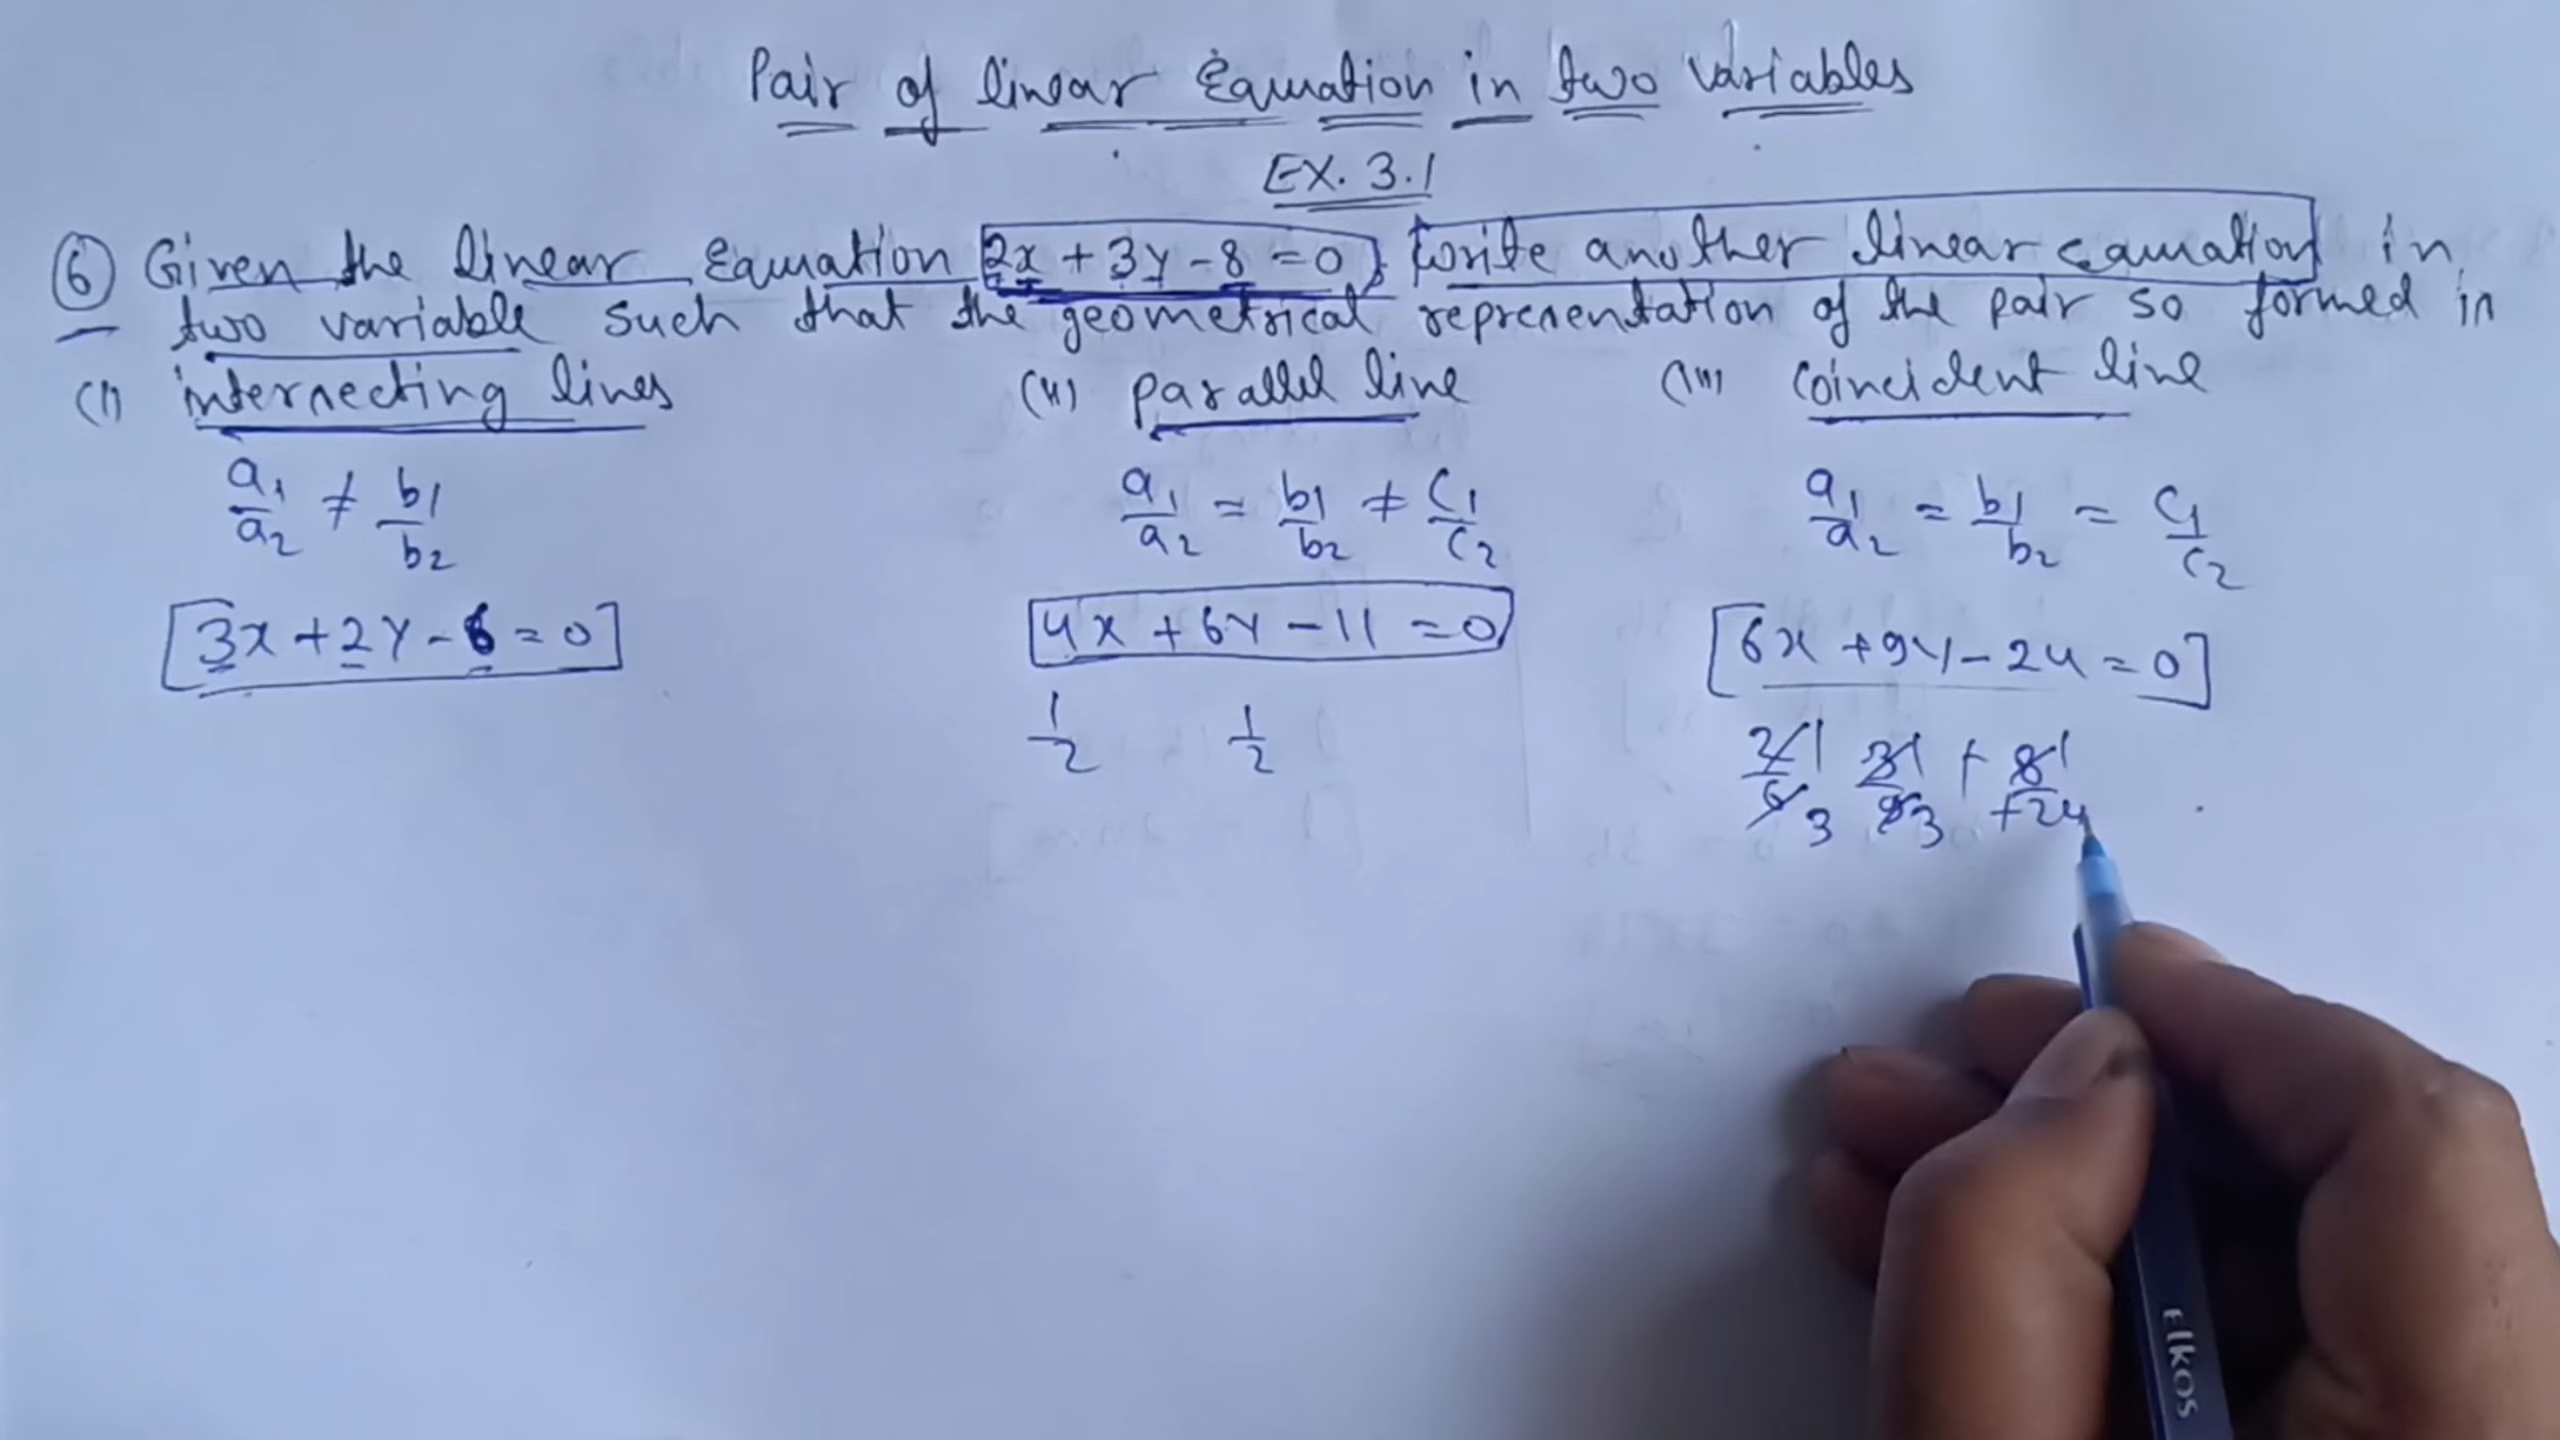 Pair of linear Equation in two variables
EX. 3.1
(6) Given the linear Equation 2x + 3y - 8 = 0, write another linear equation in
two variable such that the geometrical representation of the pair so formed in
(i) intersecting lines (ii) parallel line (iii) coincident line
a1/a2 ≠ b1/b2 a1/a2 = b1/b2 ≠ c1/c2 a1/a2 = b1/b2 = c1/c2
[3x + 2y - 6 = 0] 4x + 6y - 11 = 0 [6x + 9y - 24 = 0]
1/2 1/2 2/6 1/3 3/9 1/3 + 8/+24 1
Elkos